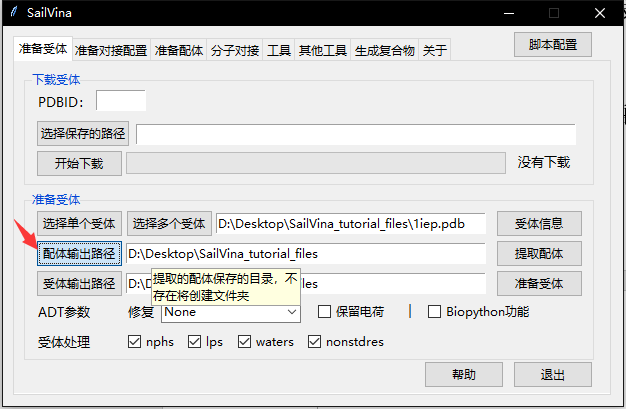 SailVina
准备受体 准备对接配置 准备配体 分子对接 工具 其他工具 生成复合物 关于 脚本配置
下载受体
PDBID:
选择保存的路径
开始下载 没有下载
准备受体
选择单个受体 选择多个受体 D:\Desktop\SailVina_tutorial_files\1iep.pdb 受体信息
配体输出路径 D:\Desktop\SailVina_tutorial_files 提取配体
受体输出路径 准备受体
提取的配体保存的目录，不
存在将创建文件夹
ADT参数 修复 None 保留电荷 | Biopython功能
受体处理 nphs lps waters nonstdres
帮助 退出